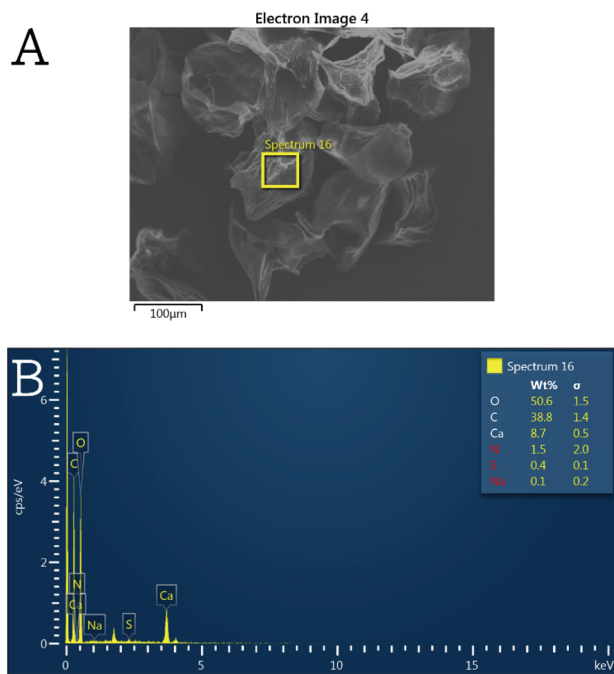 Electron Image 4
A
Spectrum 16
100µm
B
Spectrum 16
Wt% σ
O 50.6 1.5
C 38.8 1.4
Ca 8.7 0.5
N 1.5 2.0
S 0.4 0.1
Na 0.1 0.2
6
O
C
4
cps/eV
2
N
Ca
Ca
Na
S
0
0 5 10 15 keV